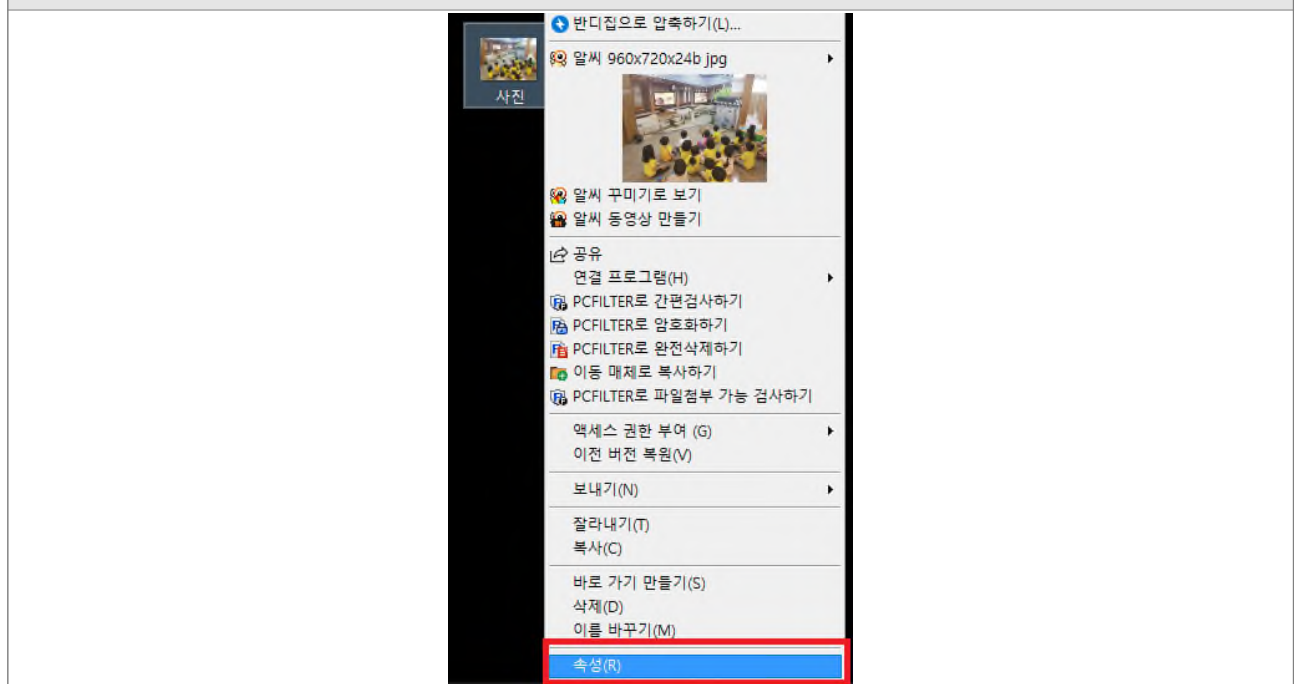 반디집으로 압축하기(L)...
알씨 960x720x24b jpg
사진
알씨 꾸미기로 보기
알씨 동영상 만들기
공유
연결 프로그램(H)
PCFILTER로 간편검사하기
PCFILTER로 암호화하기
PCFILTER로 완전삭제하기
이동 매체로 복사하기
PCFILTER로 파일첨부 가능 검사하기
액세스 권한 부여 (G)
이전 버전 복원(V)
보내기(N)
잘라내기(T)
복사(C)
바로 가기 만들기(S)
삭제(D)
이름 바꾸기(M)
속성(R)